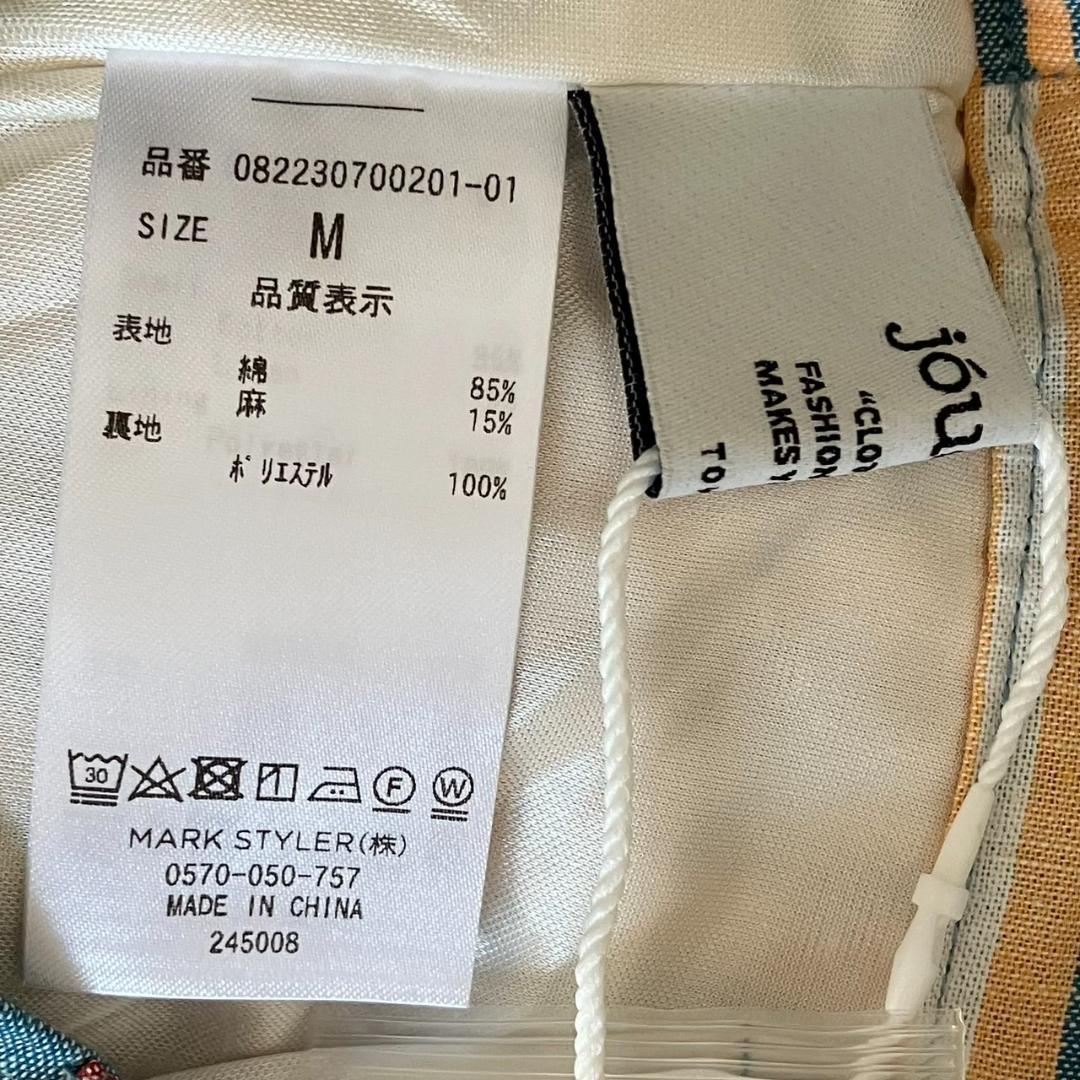 品番 082230700201-01
SIZE M
品質表示
表地
綿 85%
麻 15%
裏地
ポリエステル 100%
30
F
W
MARK STYLER(株)
0570-050-757
MADE IN CHINA
245008
jóu
"CLO
FASHION
MAKES
TO